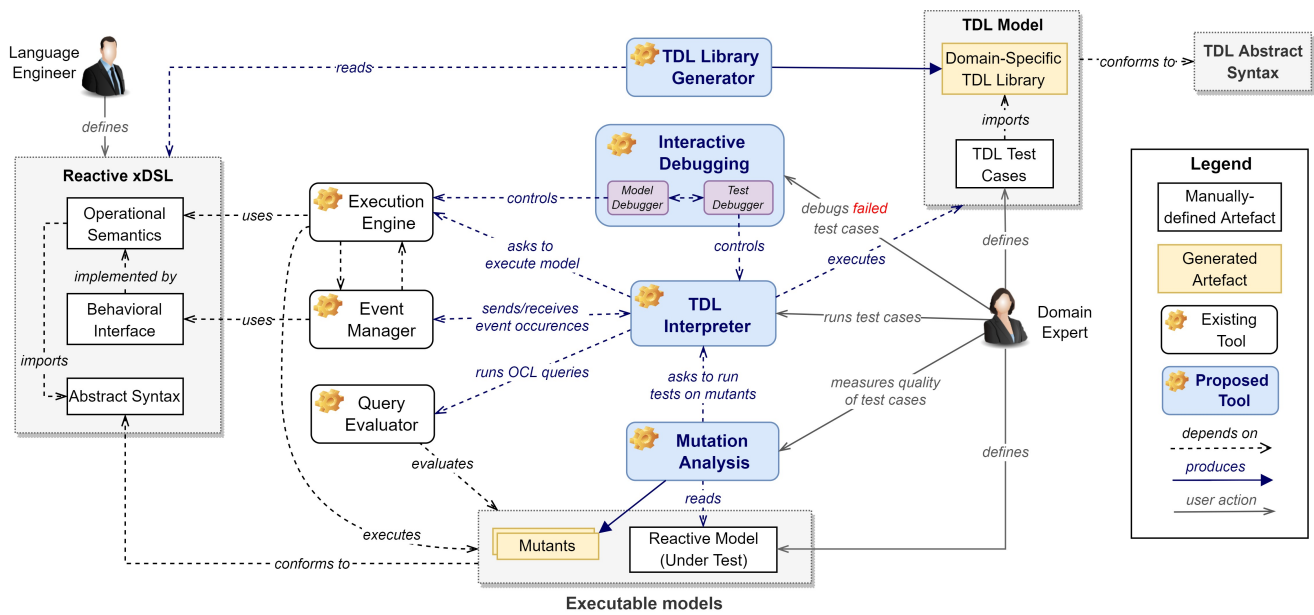 Language
Engineer
defines
reads
TDL Library
Generator
TDL Model
Domain-Specific
TDL Library
imports
TDL Test
Cases
conforms to
TDL Abstract
Syntax
Reactive xDSL
Operational
Semantics
implemented by
Behavioral
Interface
imports
Abstract Syntax
uses
uses
Execution
Engine
Event
Manager
Query
Evaluator
controls
asks to
execute model
sends/receives
event occurences
runs OCL queries
evaluates
executes
conforms to
Interactive
Debugging
Model
Debugger
Test
Debugger
controls
executes
debugs failed
test cases
TDL
Interpreter
runs test cases
asks to run
tests on mutants
measures quality
of test cases
Mutation
Analysis
reads
defines
Domain
Expert
defines
Mutants
Reactive Model
(Under Test)
Executable models
Legend
Manually-
defined Artefact
Generated
Artefact
Existing
Tool
Proposed
Tool
depends on
produces
user action